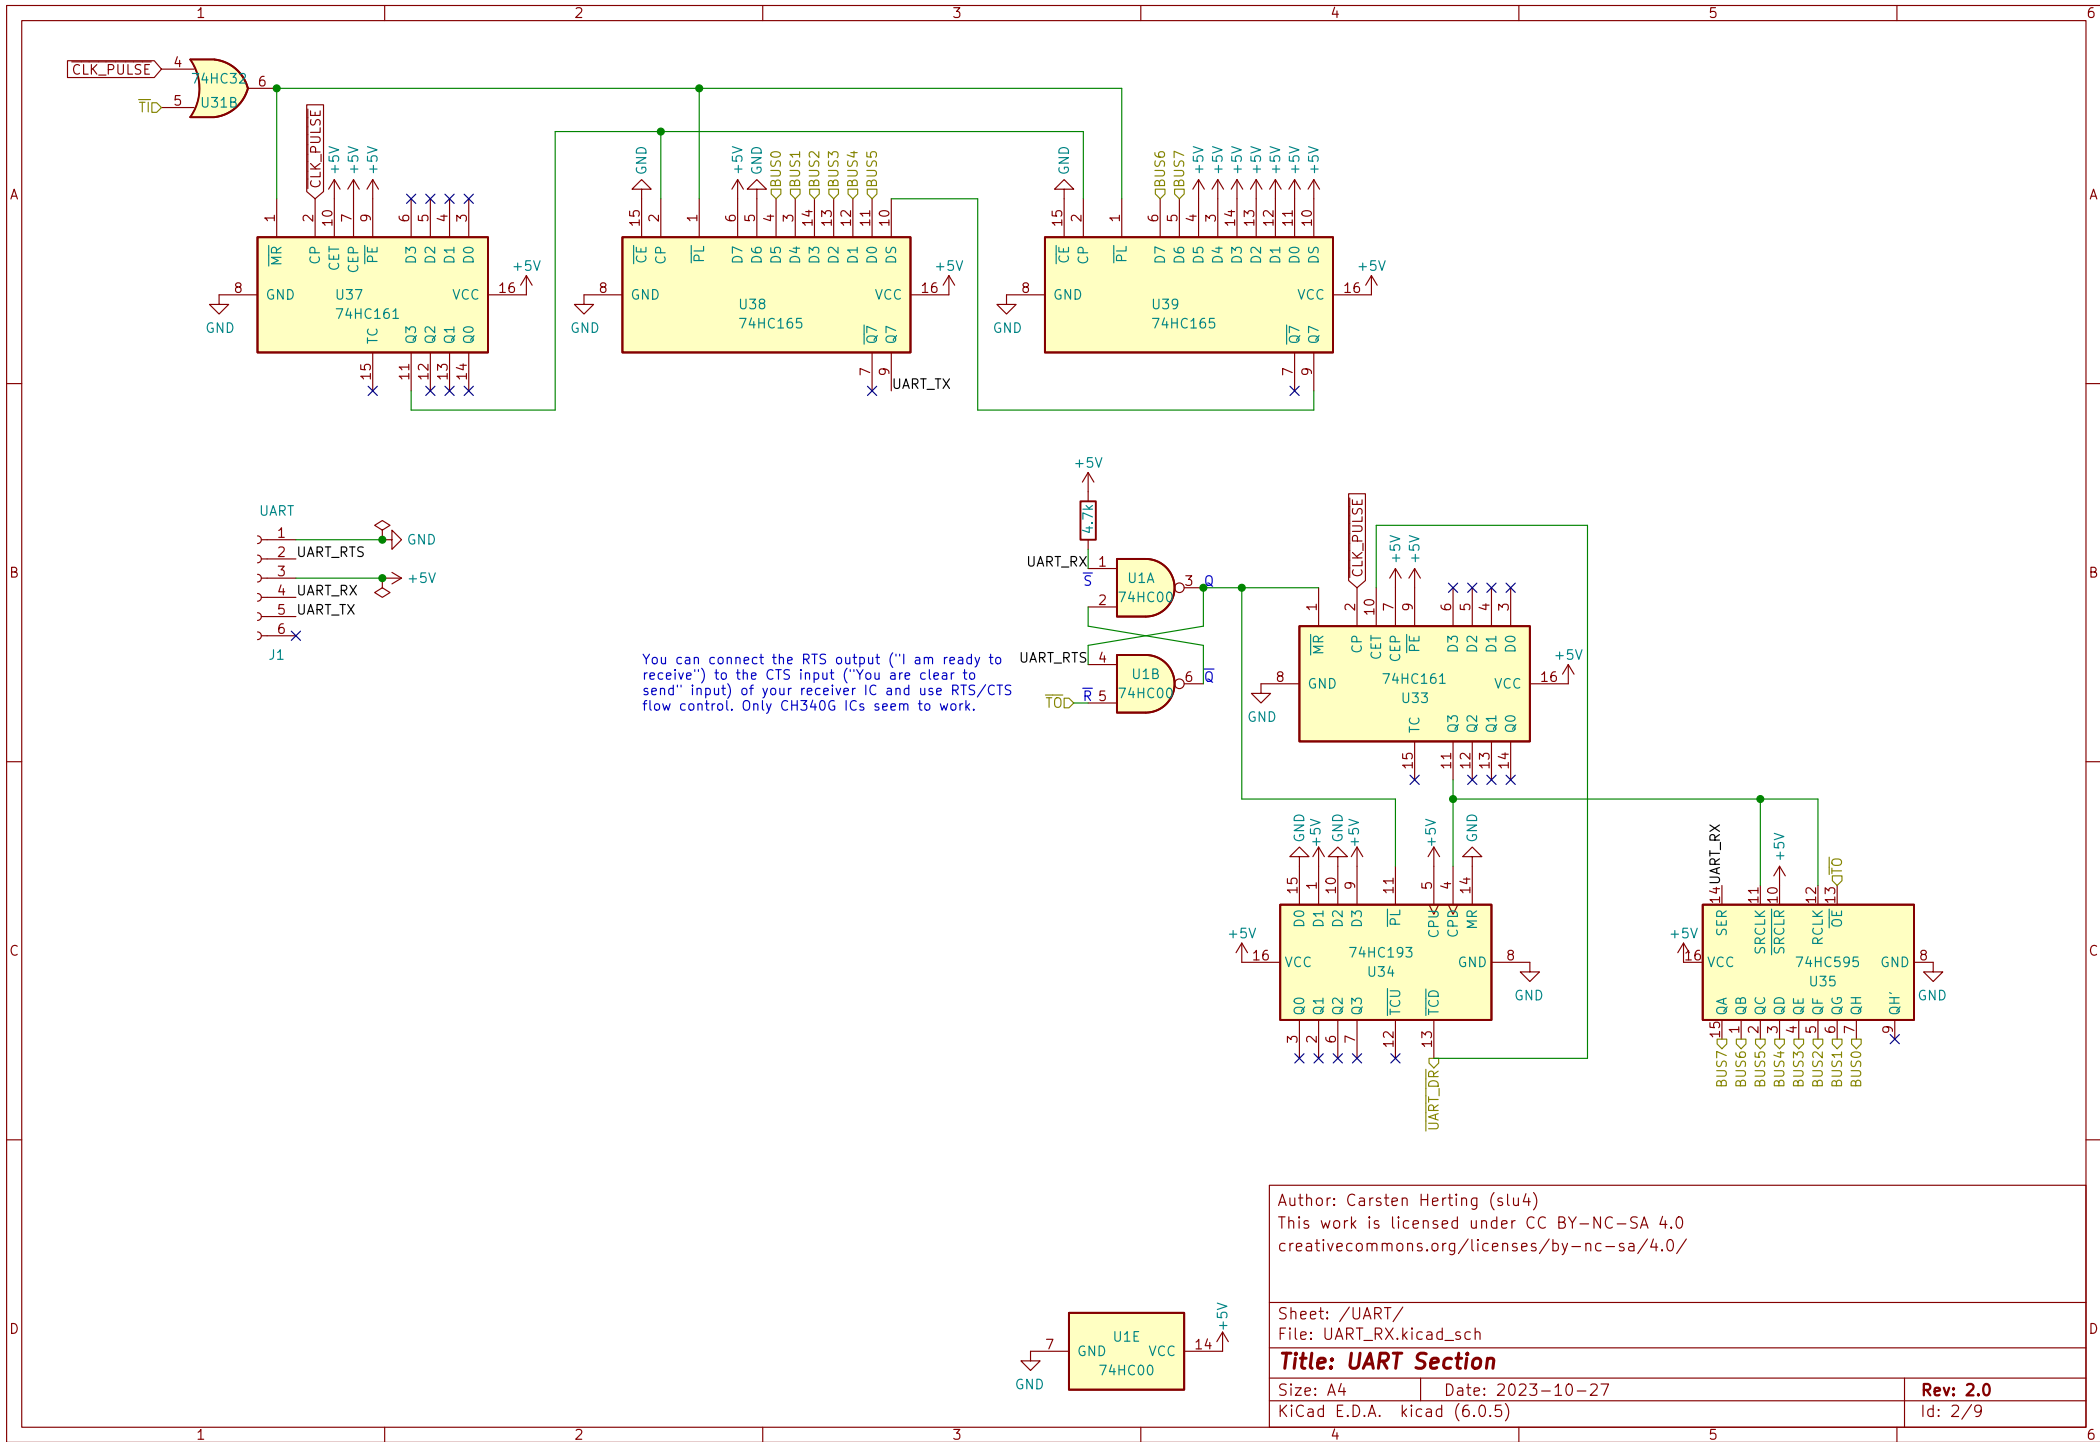 1 2 3 4 5 6
A A
B B
C C
D D
CLK_PULSE 4
TI 5
74HC32
U31B
6
CLK_PULSE +5V +5V +5V
1 2 10 7 9 6 5 4 3
MR CP CET CEP PE D3 D2 D1 D0
8 GND U37 VCC 16 +5V
GND 74HC161
TC Q3 Q2 Q1 Q0
15 11 12 13 14
GND +5V GND BUS0 BUS1 BUS2 BUS3 BUS4 BUS5
15 2 1 6 5 4 3 14 13 12 11 10
CE CP PL D7 D6 D5 D4 D3 D2 D1 D0 DS
8 GND U38 VCC 16 +5V
GND 74HC165
Q7 Q7
7 9 UART_TX
GND BUS6 BUS7 +5V +5V +5V +5V +5V +5V +5V
15 2 1 6 5 4 3 14 13 12 11 10
CE CP PL D7 D6 D5 D4 D3 D2 D1 D0 DS
8 GND U39 VCC 16 +5V
GND 74HC165
Q7 Q7
7 9
UART
1 GND
2 UART_RTS
3 +5V
4 UART_RX
5 UART_TX
6
J1
You can connect the RTS output ("I am ready to
receive") to the CTS input ("You are clear to
send" input) of your receiver IC and use RTS/CTS
flow control. Only CH340G ICs seem to work.
+5V
4.7k
UART_RX 1
S
U1A
74HC00
3 Q
2
UART_RTS 4
U1B
74HC00
6 Q
TO R 5
CLK_PULSE +5V +5V
1 2 10 7 9 6 5 4 3
MR CP CET CEP PE D3 D2 D1 D0
8 GND 74HC161 VCC 16 +5V
GND U33
TC Q3 Q2 Q1 Q0
15 11 12 13 14
GND +5V GND +5V +5V GND
15 1 10 9 11 5 4 14
D0 D1 D2 D3 PL CPU CPD MR
+5V 16 VCC 74HC193 GND 8 GND
U34
Q0 Q1 Q2 Q3 TCU TCD
3 2 6 7 12 13
UART_DR
UART_RX +5V TO
14 11 10 12 13
SER SRCLK SRCLR RCLK OE
+5V 16 VCC 74HC595 GND 8 GND
U35
QA QB QC QD QE QF QG QH QH'
15 1 2 3 4 5 6 7 9
BUS7 BUS6 BUS5 BUS4 BUS3 BUS2 BUS1 BUS0
+5V
7 GND U1E VCC 14
GND 74HC00
Author: Carsten Herting (slu4)
This work is licensed under CC BY-NC-SA 4.0
creativecommons.org/licenses/by-nc-sa/4.0/
Sheet: /UART/
File: UART_RX.kicad_sch
Title: UART Section
Size: A4 Date: 2023-10-27 Rev: 2.0
KiCad E.D.A. kicad (6.0.5) Id: 2/9
1 2 3 4 5 6